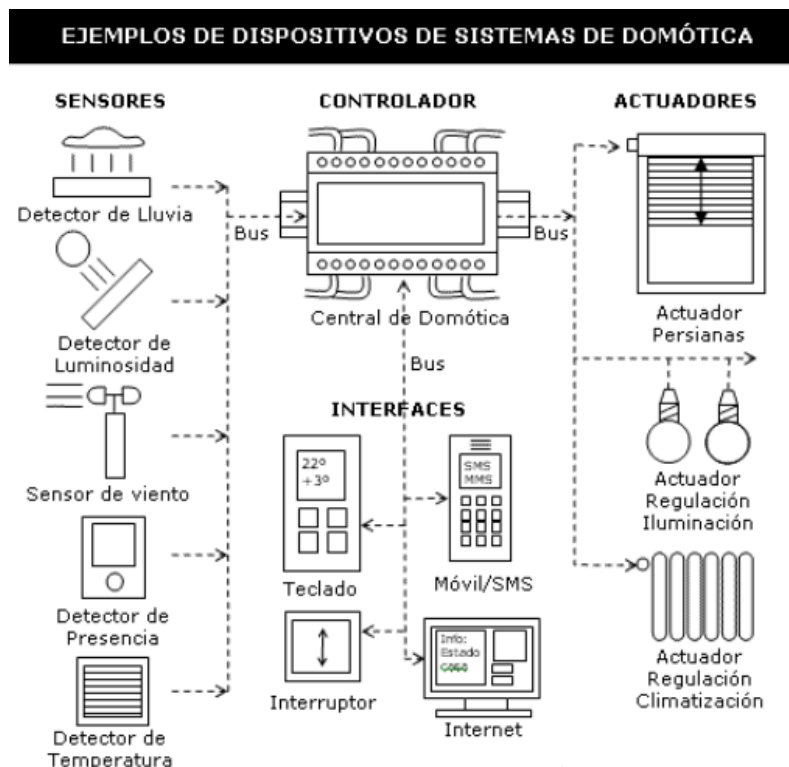 EJEMPLOS DE DISPOSITIVOS DE SISTEMAS DE DOMÓTICA
SENSORES
Detector de Lluvia
Detector de
Luminosidad
Sensor de viento
Detector de
Presencia
Detector de
Temperatura
CONTROLADOR
Bus
Bus
Central de Domótica
Bus
INTERFACES
22º
+3º
Teclado
SMS
MMS
Móvil/SMS
Interruptor
Info:
Estado
Internet
ACTUADORES
Actuador
Persianas
Actuador
Regulación
Iluminación
Actuador
Regulación
Climatización